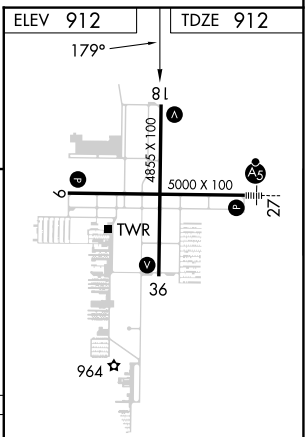 ELEV 912
TDZE 912
179°
18
V
4855 X 100
5000 X 100
A5
P
9
P
27
TWR
V
36
964